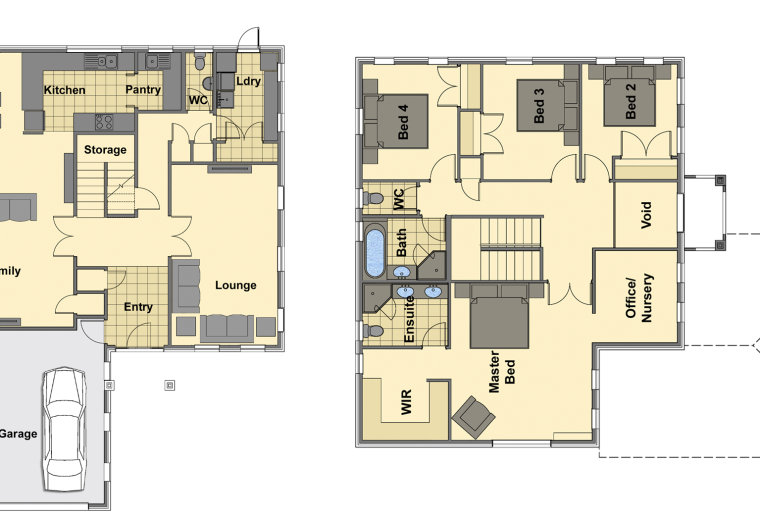 Kitchen
Pantry
WC
Ldry
Storage
mily
Lounge
Entry
Garage
Bed 4
Bed 3
Bed 2
WC
Bath
Void
Ensuite
Office/
Nursery
Master
Bed
WIR